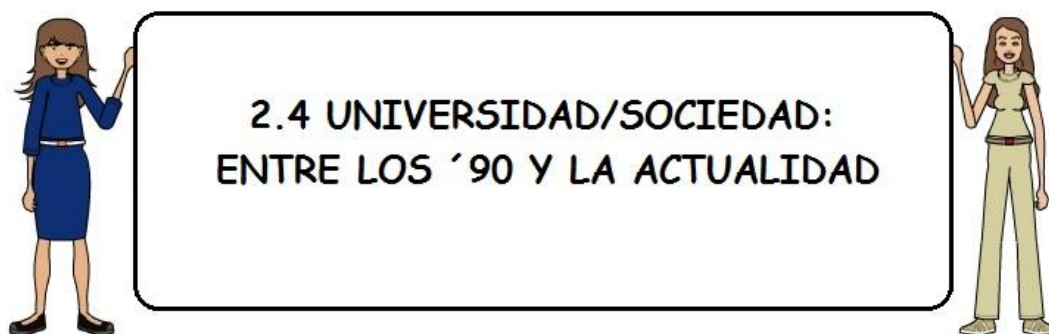 2.4 UNIVERSIDAD/SOCIEDAD:
ENTRE LOS ´90 Y LA ACTUALIDAD